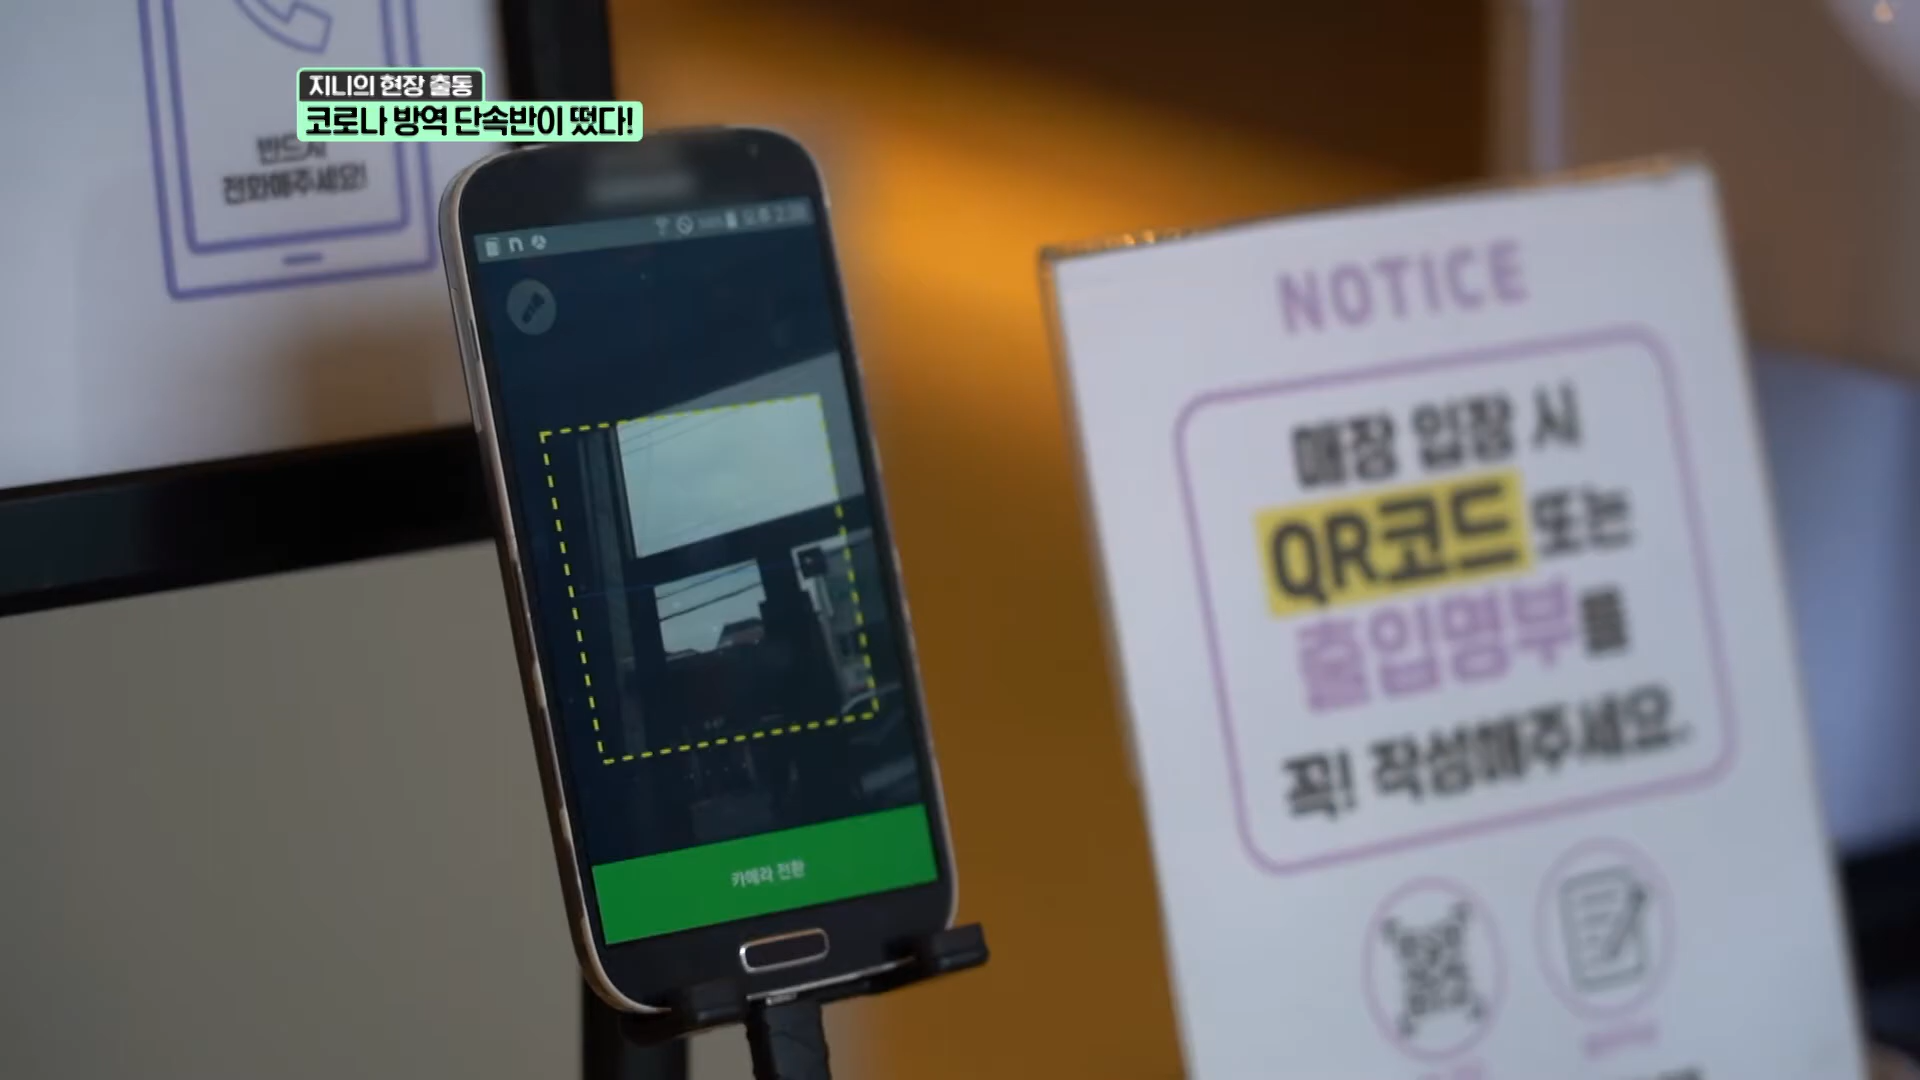 지니의 현장 출동
코로나 방역 단속반이 떴다!
반드시
전화해주세요!
카메라 전환
NOTICE
매장 입장 시
QR코드 또는
출입명부를
꼭! 작성해주세요.